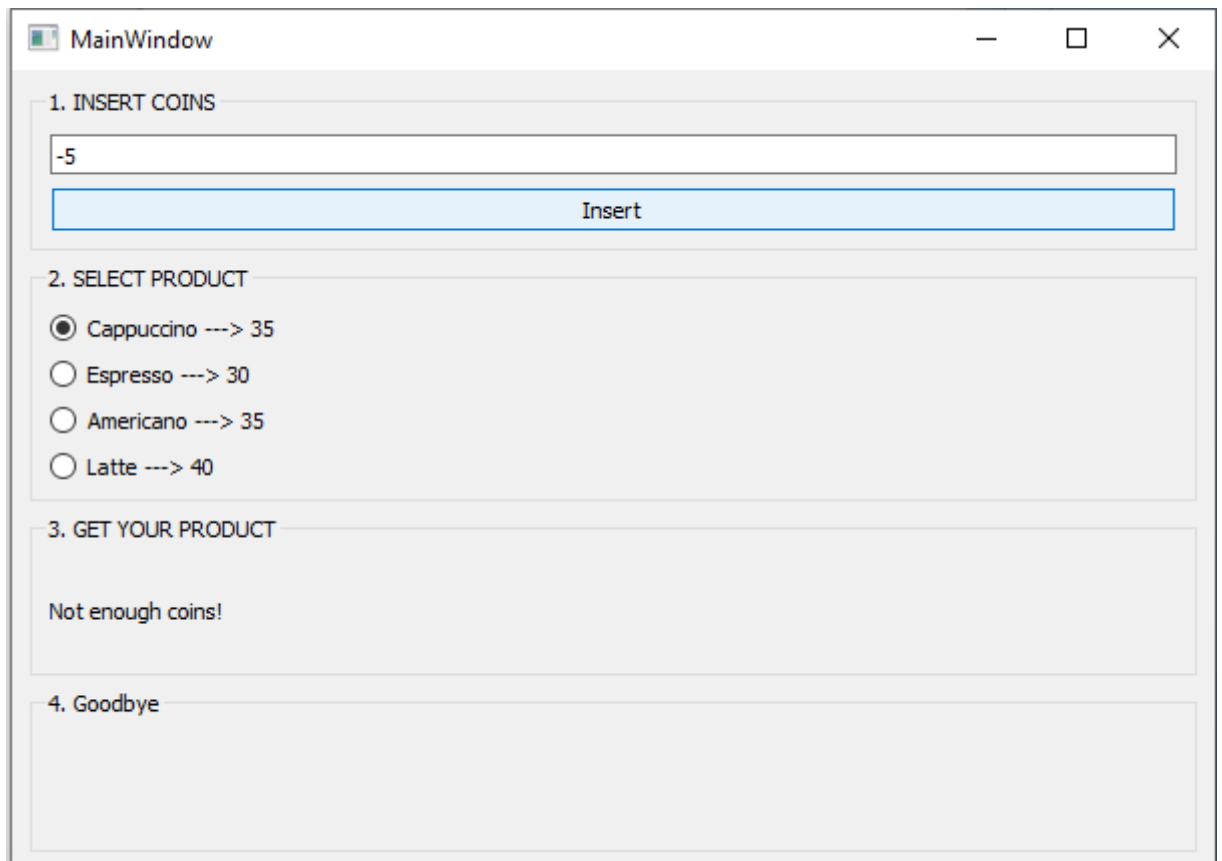 MainWindow
1. INSERT COINS
-5
Insert
2. SELECT PRODUCT
Cappuccino ---> 35
Espresso ---> 30
Americano ---> 35
Latte ---> 40
3. GET YOUR PRODUCT
Not enough coins!
4. Goodbye